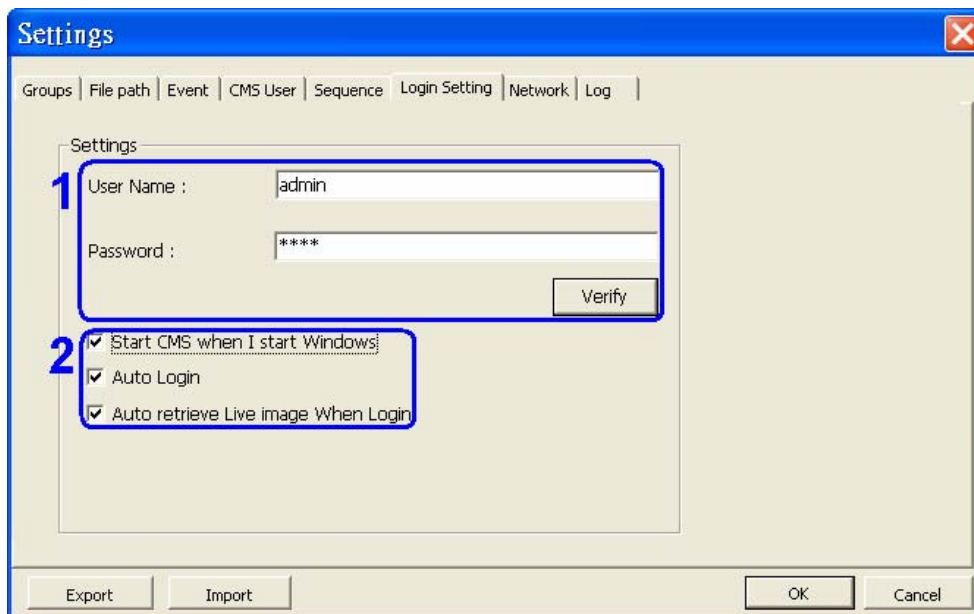 Settings
Groups File path Event CMS User Sequence Login Setting Network Log
Settings
1
User Name :
admin
Password :
****
Verify
2
Start CMS when I start Windows
Auto Login
Auto retrieve Live image When Login
Export Import OK Cancel